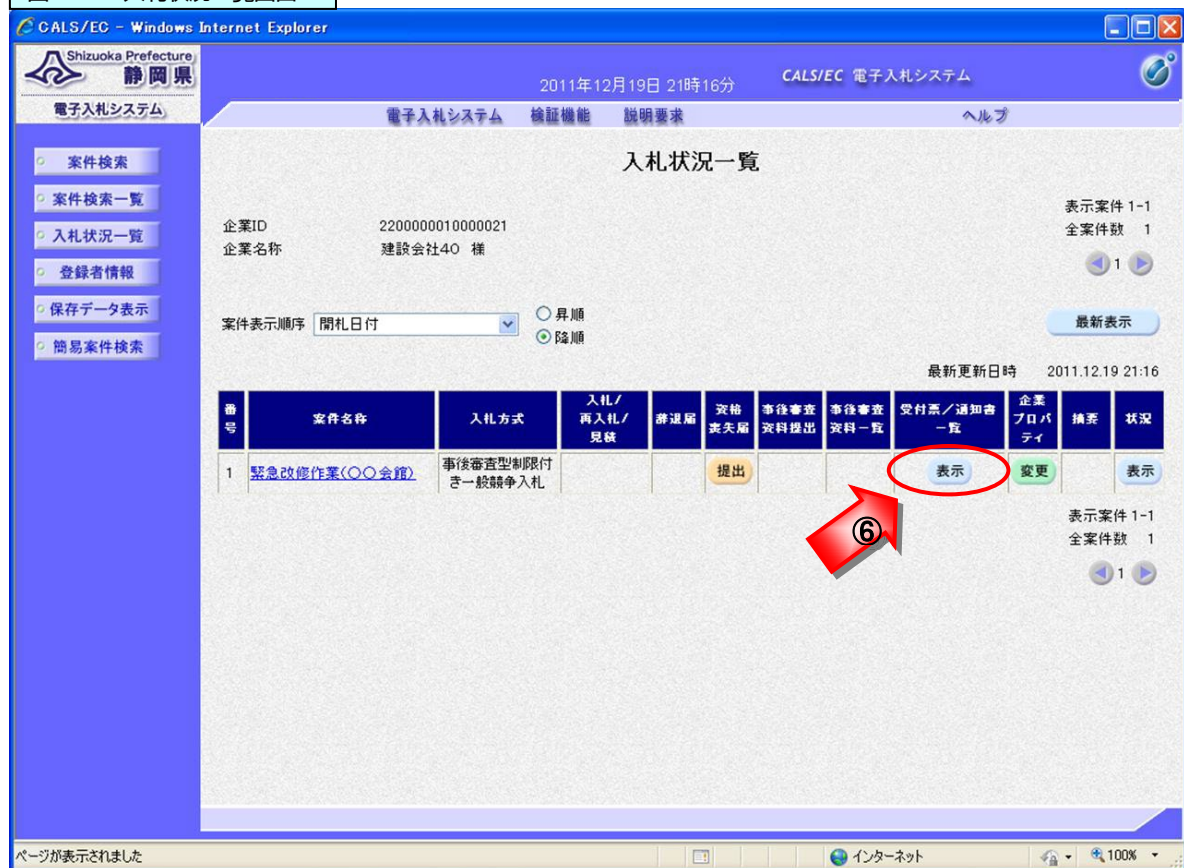 CALS/EC - Windows Internet Explorer
Shizuoka Prefecture
静岡県
電子入札システム
2011年12月19日 21時16分
CALS/EC 電子入札システム
電子入札システム 検証機能 説明要求 ヘルプ
案件検索
案件検索一覧
入札状況一覧
登録者情報
保存データ表示
簡易案件検索
入札状況一覧
表示案件 1-1
全案件数 1
1
企業ID 2200000010000021
企業名称 建設会社40 様
案件表示順序 開札日付
昇順
降順
最新表示
最新更新日時 2011.12.19 21:16
番号 案件名称 入札方式 入札/再入札/見積 辞退届 資格喪失届 事後審査資料提出 事後審査資料一覧 受付票/通知書一覧 企業プロパティ 摘要 状況
1 緊急改修作業(〇〇会館) 事後審査型制限付き一般競争入札 提出 表示 変更 表示
⑥
表示案件 1-1
全案件数 1
1
ページが表示されました
インターネット
100%